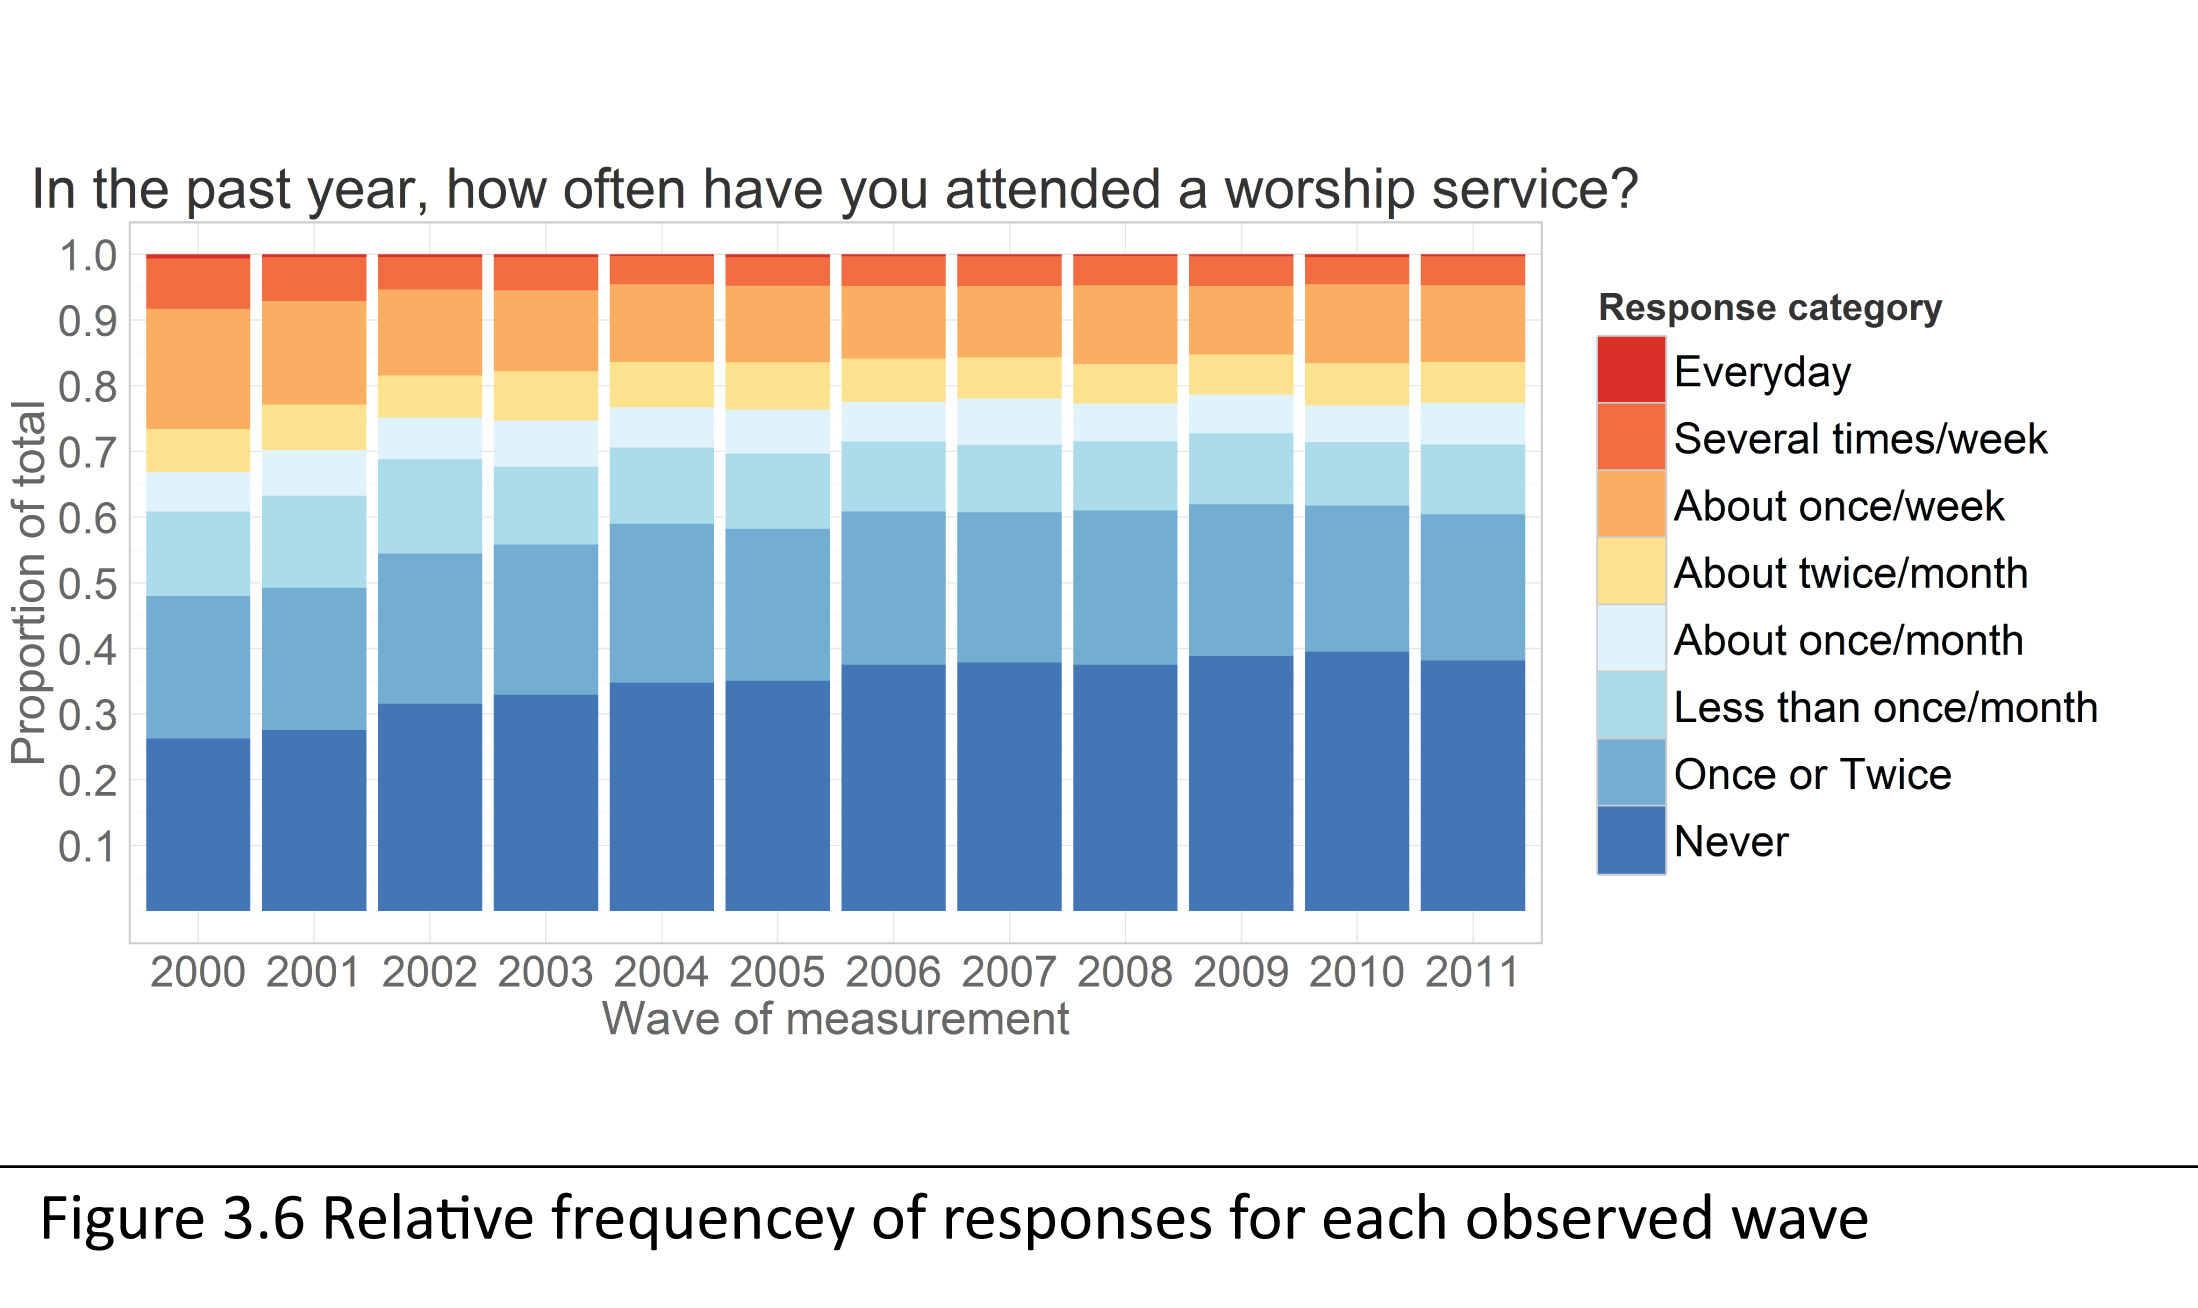 In the past year, how often have you attended a worship service?
1.0
0.9
0.8
0.7
0.6
0.5
0.4
0.3
0.2
0.1
Proportion of total
2000 2001 2002 2003 2004 2005 2006 2007 2008 2009 2010 2011
Wave of measurement
Response category
Everyday
Several times/week
About once/week
About twice/month
About once/month
Less than once/month
Once or Twice
Never
Figure 3.6 Relative frequencey of responses for each observed wave